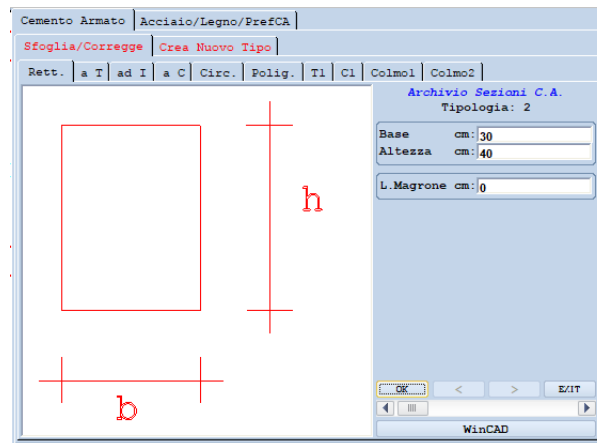 Cemento Armato Acciaio/Legno/PrefCA
Sfoglia/Corregge Crea Nuovo Tipo
Rett. a T ad I a C Circ. Polig. T1 C1 Colmo1 Colmo2
Archivio Sezioni C.A.
Tipologia: 2
Base cm: 30
Altezza cm: 40
L.Magrone cm: 0
h
b
OK < > EXIT
WinCAD